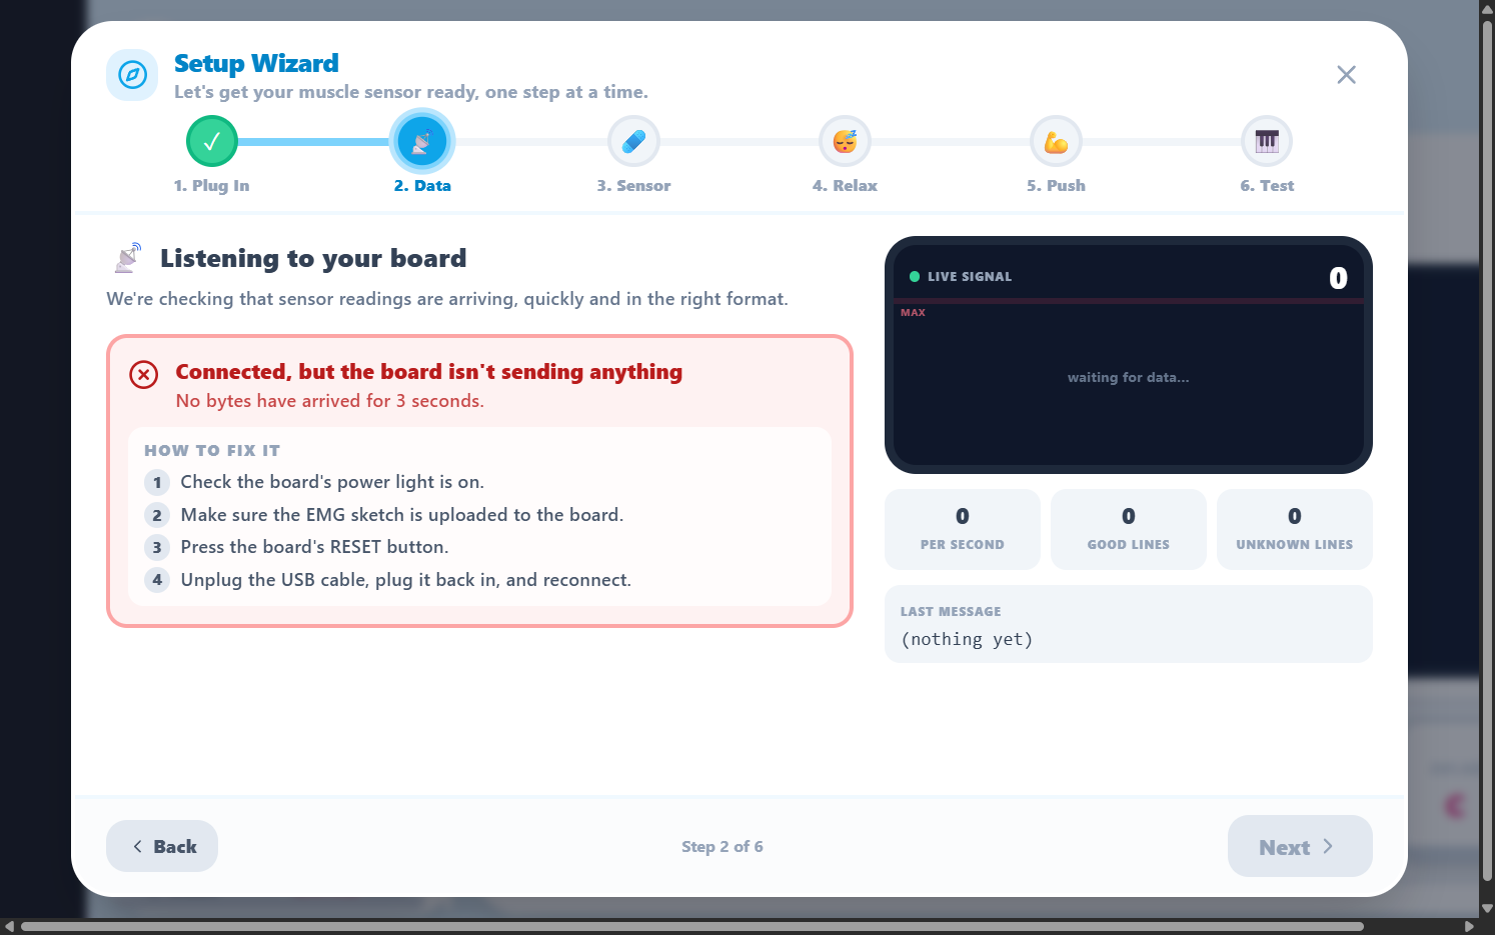 Setup Wizard
Let's get your muscle sensor ready, one step at a time.
1. Plug In
2. Data
3. Sensor
4. Relax
5. Push
6. Test
Listening to your board
We're checking that sensor readings are arriving, quickly and in the right format.
Connected, but the board isn't sending anything
No bytes have arrived for 3 seconds.
HOW TO FIX IT
1 Check the board's power light is on.
2 Make sure the EMG sketch is uploaded to the board.
3 Press the board's RESET button.
4 Unplug the USB cable, plug it back in, and reconnect.
LIVE SIGNAL 0
MAX
waiting for data...
0 PER SECOND
0 GOOD LINES
0 UNKNOWN LINES
LAST MESSAGE
(nothing yet)
Back
Step 2 of 6
Next